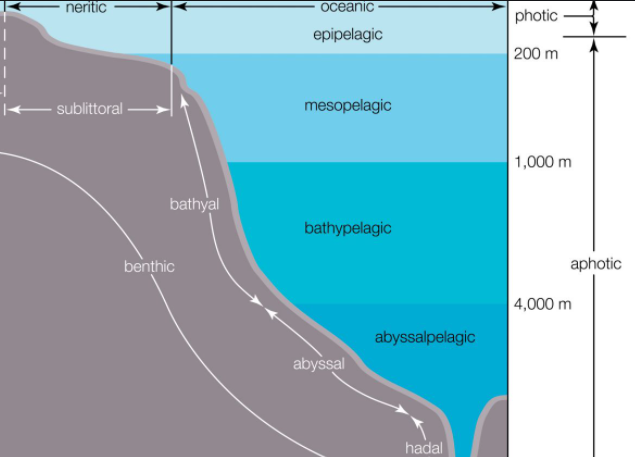 neritic
oceanic
photic
epipelagic
200 m
sublittoral
mesopelagic
1,000 m
bathyal
bathypelagic
benthic
aphotic
4,000 m
abyssalpelagic
abyssal
hadal